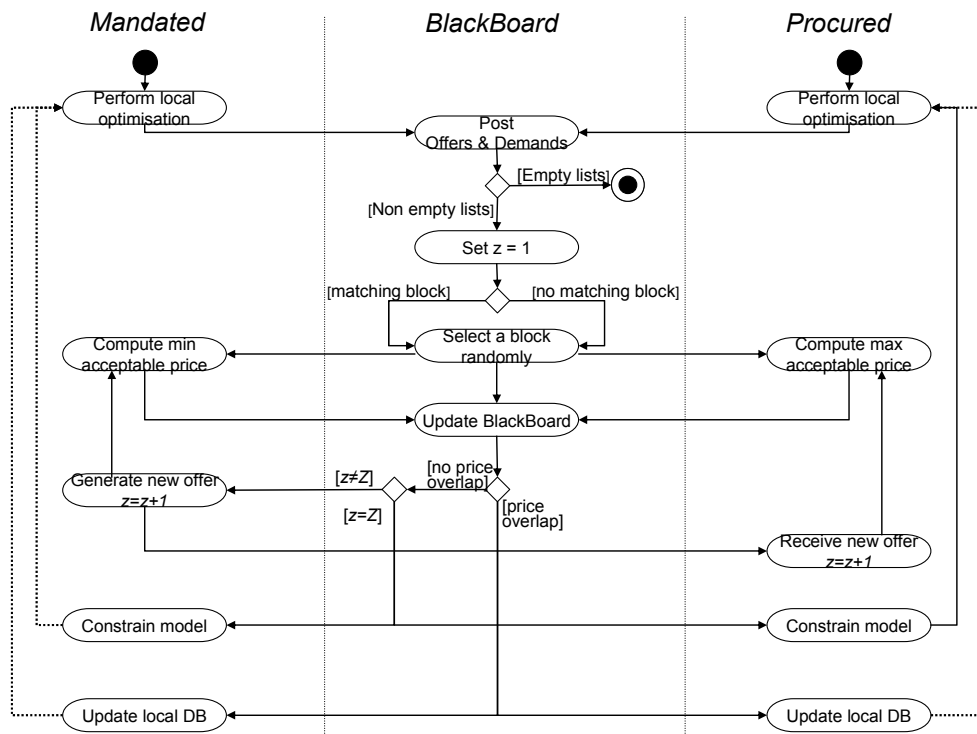 Mandated
BlackBoard
Procured
Perform local
optimisation
Perform local
optimisation
Post
Offers & Demands
[Empty lists]
[Non empty lists]
Set z = 1
[matching block]
[no matching block]
Select a block
randomly
Compute min
acceptable price
Compute max
acceptable price
Update BlackBoard
[no price
overlap]
[z≠Z]
[z=Z]
[price
overlap]
Generate new offer
z=z+1
Receive new offer
z=z+1
Constrain model
Constrain model
Update local DB
Update local DB